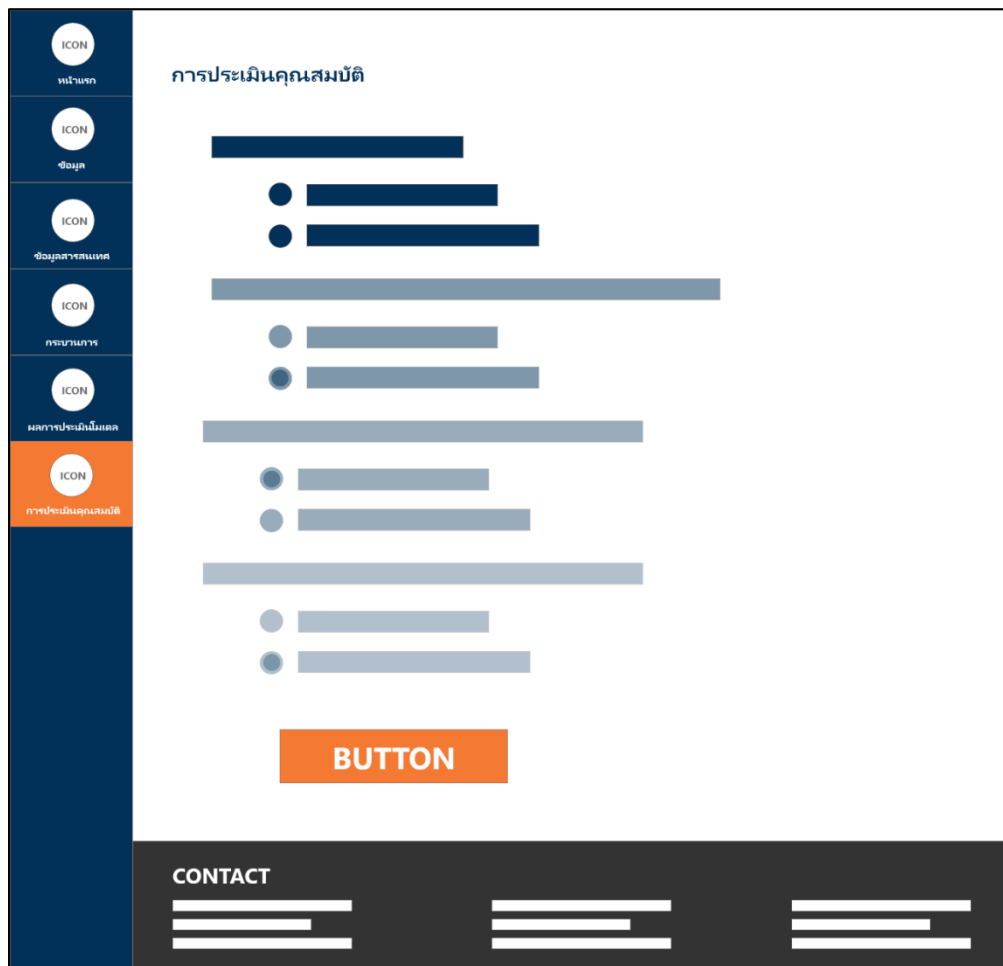 ICON
หน้าแรก
ICON
ข้อมูล
ICON
ข้อมูลสารสนเทศ
ICON
กระบวนการ
ICON
ผลการประเมินโมเดล
ICON
การประเมินคุณสมบัติ
การประเมินคุณสมบัติ
BUTTON
CONTACT